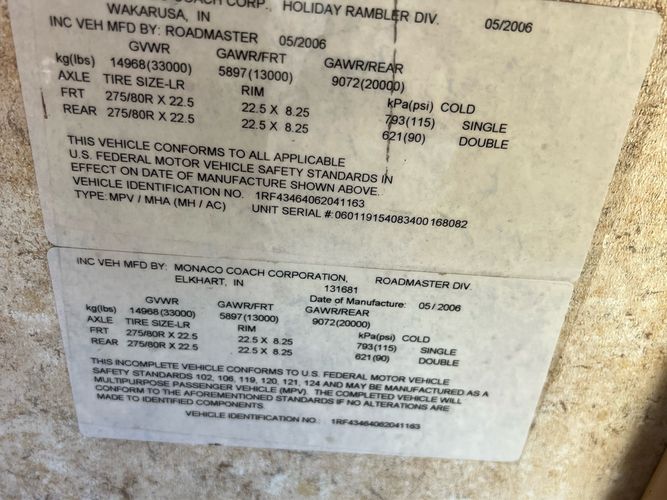 COACH CORP., HOLIDAY RAMBLER DIV. 05/2006
WAKARUSA, IN
INC VEH MFD BY: ROADMASTER 05/2006
GVWR GAWR/FRT GAWR/REAR
kg(lbs) 14968(33000) 5897(13000) 9072(20000)
AXLE TIRE SIZE-LR RIM kPa(psi) COLD
FRT 275/80R X 22.5 22.5 X 8.25 793(115) SINGLE
REAR 275/80R X 22.5 22.5 X 8.25 621(90) DOUBLE
THIS VEHICLE CONFORMS TO ALL APPLICABLE
U.S. FEDERAL MOTOR VEHICLE SAFETY STANDARDS IN
EFFECT ON DATE OF MANUFACTURE SHOWN ABOVE.
VEHICLE IDENTIFICATION NO. 1RF43464062041163
TYPE: MPV / MHA (MH / AC) UNIT SERIAL #: 060119154083400168082
INC VEH MFD BY: MONACO COACH CORPORATION, ROADMASTER DIV.
ELKHART, IN 131681
Date of Manufacture: 05/2006
GVWR GAWR/FRT GAWR/REAR
kg(lbs) 14968(33000) 5897(13000) 9072(20000)
AXLE TIRE SIZE-LR RIM kPa(psi) COLD
FRT 275/80R X 22.5 22.5 X 8.25 793(115) SINGLE
REAR 275/80R X 22.5 22.5 X 8.25 621(90) DOUBLE
THIS INCOMPLETE VEHICLE CONFORMS TO U.S. FEDERAL MOTOR VEHICLE
SAFETY STANDARDS 102, 106, 119, 120, 121, 124 AND MAY BE MANUFACTURED AS A
MULTIPURPOSE PASSENGER VEHICLE (MPV). THE COMPLETED VEHICLE WILL
CONFORM TO THE AFOREMENTIONED STANDARDS IF NO ALTERATIONS ARE
MADE TO IDENTIFIED COMPONENTS.
VEHICLE IDENTIFICATION NO. 1RF43464062041163